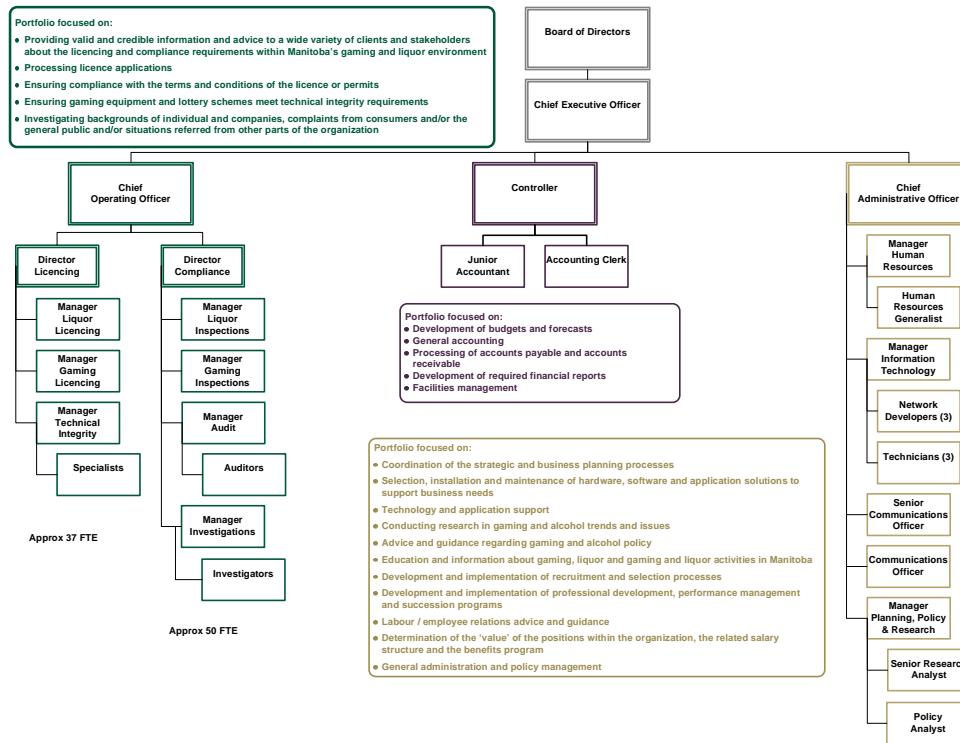 Portfolio focused on:
• Providing valid and credible information and advice to a wide variety of clients and stakeholders
about the licencing and compliance requirements within Manitoba's gaming and liquor environment
• Processing licence applications
• Ensuring compliance with the terms and conditions of the licence or permits
• Ensuring gaming equipment and lottery schemes meet technical integrity requirements
• Investigating backgrounds of individual and companies, complaints from consumers and/or the
general public and/or situations referred from other parts of the organization
Board of Directors
Chief Executive Officer
Chief
Operating Officer
Controller
Chief
Administrative Officer
Director
Licencing
Manager
Liquor
Licencing
Manager
Gaming
Licencing
Manager
Technical
Integrity
Specialists
Approx 37 FTE
Director
Compliance
Manager
Liquor
Inspections
Manager
Gaming
Inspections
Manager
Audit
Auditors
Manager
Investigations
Investigators
Approx 50 FTE
Junior
Accountant
Accounting Clerk
Portfolio focused on:
• Development of budgets and forecasts
• General accounting
• Processing of accounts payable and accounts
receivable
• Development of required financial reports
• Facilities management
Portfolio focused on:
• Coordination of the strategic and business planning processes
• Selection, installation and maintenance of hardware, software and application solutions to
support business needs
• Technology and application support
• Conducting research in gaming and alcohol trends and issues
• Advice and guidance regarding gaming and alcohol policy
• Education and information about gaming, liquor and gaming and liquor activities in Manitoba
• Development and implementation of recruitment and selection processes
• Development and implementation of professional development, performance management
and succession programs
• Labour / employee relations advice and guidance
• Determination of the 'value' of the positions within the organization, the related salary
structure and the benefits program
• General administration and policy management
Manager
Human
Resources
Human
Resources
Generalist
Manager
Information
Technology
Network
Developers (3)
Technicians (3)
Senior
Communications
Officer
Communications
Officer
Manager
Planning, Policy
& Research
Senior Research
Analyst
Policy
Analyst